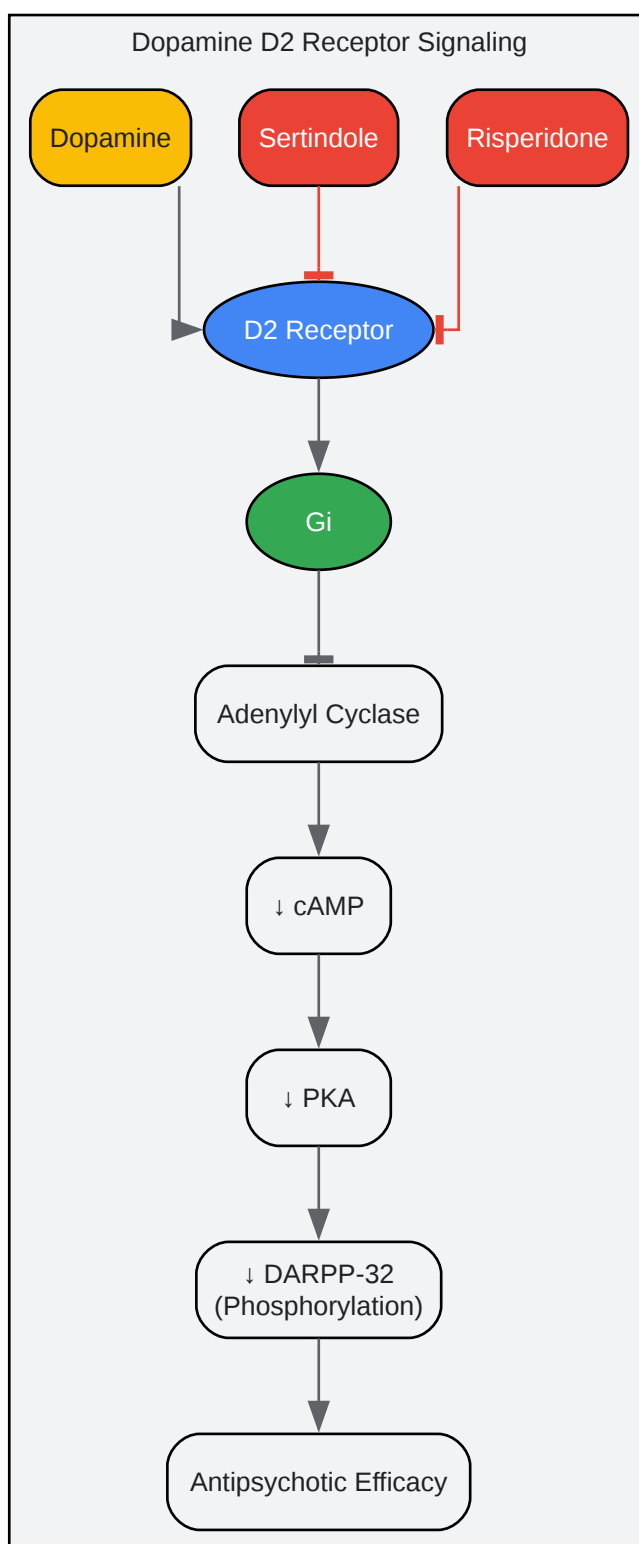 Dopamine D2 Receptor Signaling
Dopamine
Sertindole
Risperidone
D2 Receptor
Gi
Adenylyl Cyclase
↓ cAMP
↓ PKA
↓ DARPP-32
(Phosphorylation)
Antipsychotic Efficacy